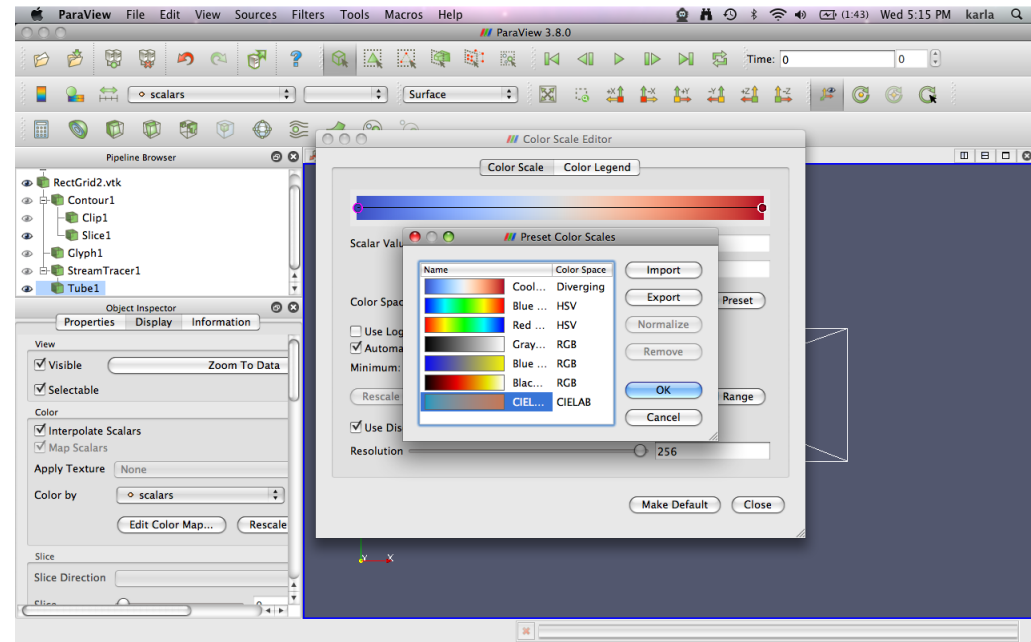 ParaView File Edit View Sources Filters Tools Macros Help (1:43) Wed 5:15 PM karla
ParaView 3.8.0
Time: 0 0
scalars Surface +X -X +Y -Y +Z -Z
Color Scale Editor
Pipeline Browser
Color Scale Color Legend
RectGrid2.vtk
Contour1
Clip1
Slice1
Glyph1
StreamTracer1
Tube1
Scalar Valu
Preset Color Scales
Name Color Space Import
Cool... Diverging
Blue ... HSV Export
Red ... HSV Normalize
Gray... RGB
Blue ... RGB Remove
Blac... RGB OK
CIEL... CIELAB
Cancel
Color Spac Preset
Use Log
Automa
Minimum:
Rescale Range
Use Dis
Resolution 256
Make Default Close
Object Inspector
Properties Display Information
View
Visible Zoom To Data
Selectable
Color
Interpolate Scalars
Map Scalars
Apply Texture None
Color by scalars
Edit Color Map... Rescale
Slice
Slice Direction
Slice 0
Y X